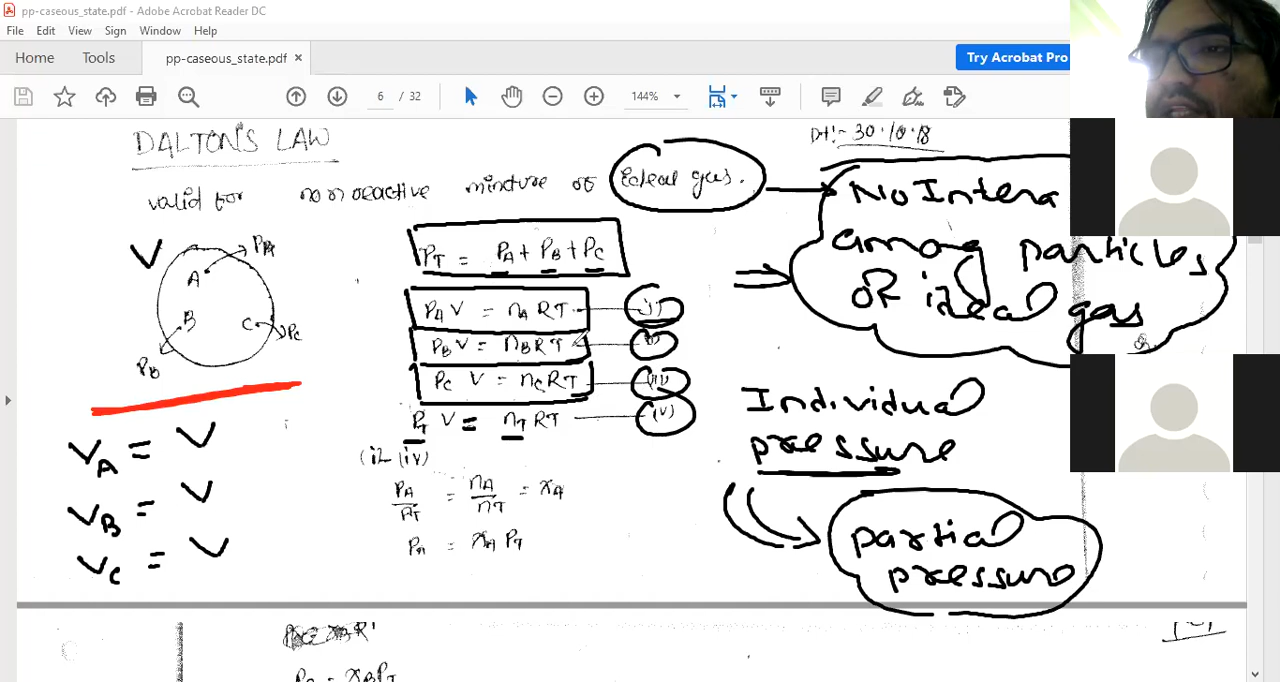 pp-caseous_state.pdf - Adobe Acrobat Reader DC
File Edit View Sign Window Help
Home Tools pp-caseous_state.pdf × Try Acrobat Pro
6 / 32 144%
DALTON'S LAW
Dt:- 30.10.18
valid for nonreactive mixture of Ideal gas.
No Intera
among particles
of ideal gas
V
A PA
B PB
C PC
PT = PA + PB + PC
PA V = nA RT (i)
PB V = nB RT (ii)
PC V = nC RT (iii)
PT V = nT RT (iv)
(i)/(iv)
PA/PT = nA/nT = xA
PA = xA PT
VA = V
VB = V
VC = V
Individual
pressure
partial
pressure
= xB PT